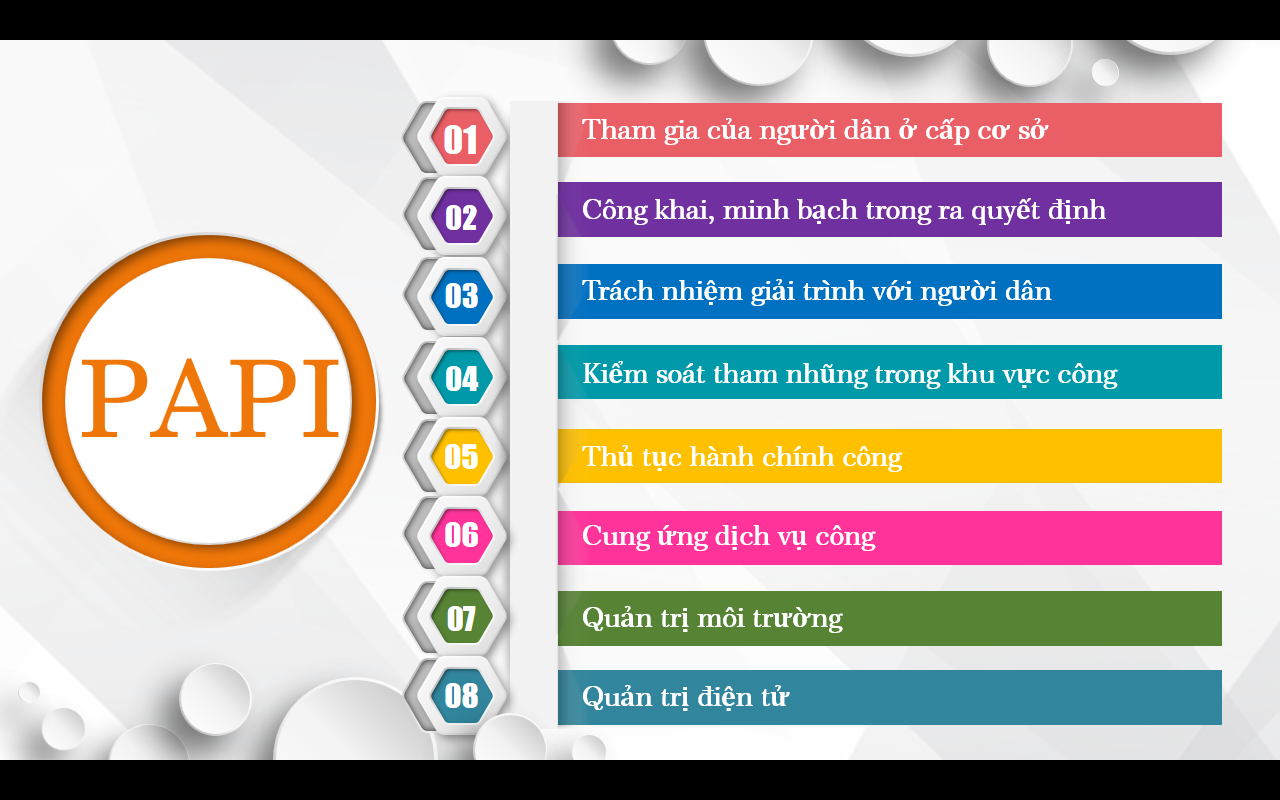 PAPI
01
Tham gia của người dân ở cấp cơ sở
02
Công khai, minh bạch trong ra quyết định
03
Trách nhiệm giải trình với người dân
04
Kiểm soát tham nhũng trong khu vực công
05
Thủ tục hành chính công
06
Cung ứng dịch vụ công
07
Quản trị môi trường
08
Quản trị điện tử